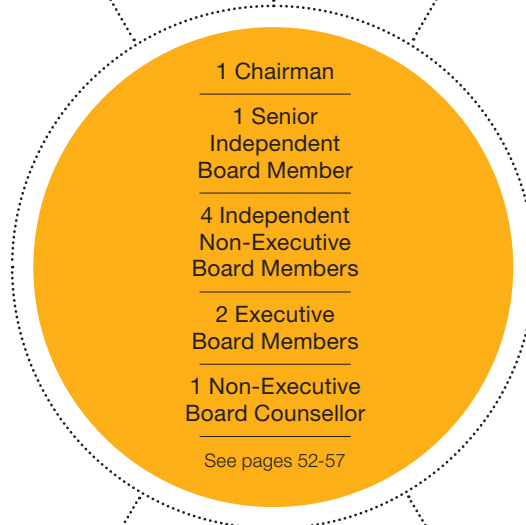 1 Chairman
1 Senior
Independent
Board Member
4 Independent
Non-Executive
Board Members
2 Executive
Board Members
1 Non-Executive
Board Counsellor
See pages 52-57